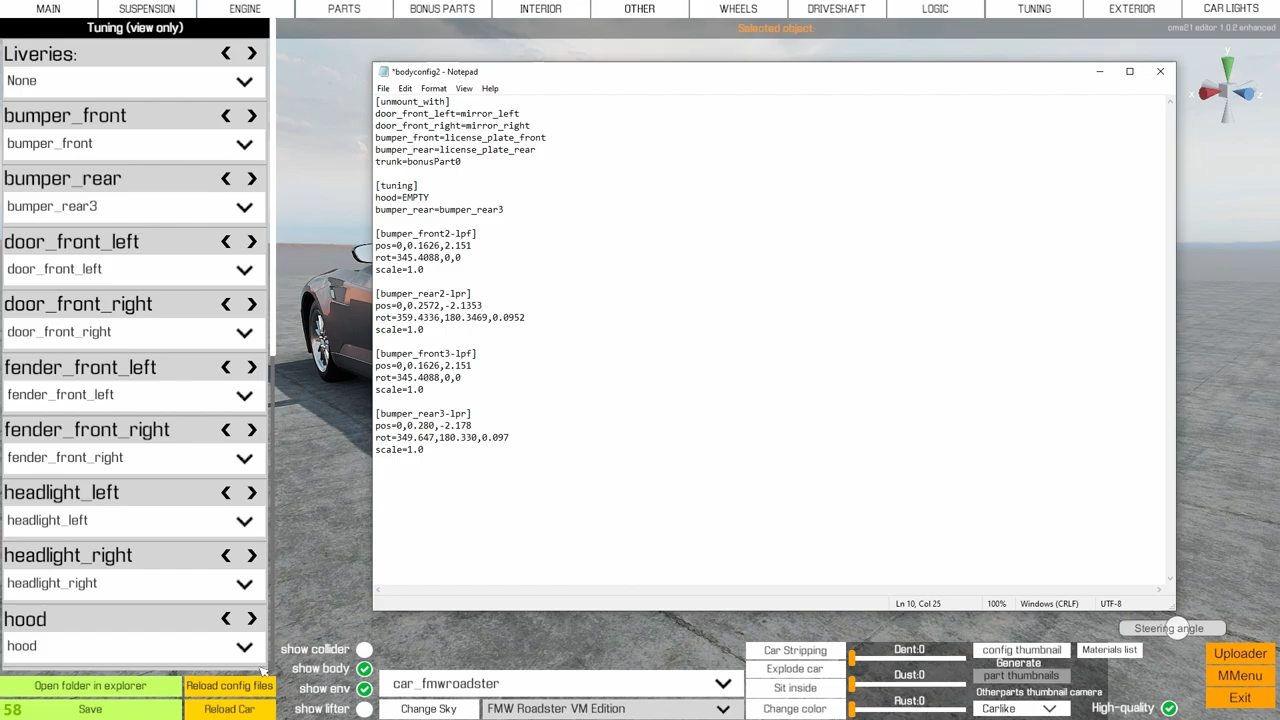 MAIN SUSPENSION ENGINE PARTS BONUS PARTS INTERIOR OTHER WHEELS DRIVESHAFT LOGIC TUNING EXTERIOR CAR LIGHTS
Tuning (view only)
Selected object:
cms21 editor 1.0.2 enhanced
Liveries:
None
bumper_front
bumper_front
bumper_rear
bumper_rear3
door_front_left
door_front_left
door_front_right
door_front_right
fender_front_left
fender_front_left
fender_front_right
fender_front_right
headlight_left
headlight_left
headlight_right
headlight_right
hood
hood
Open folder in explorer
Reload config files
58
Save
Reload Car
*bodyconfig2 - Notepad
File Edit Format View Help
[unmount_with]
door_front_left=mirror_left
door_front_right=mirror_right
bumper_front=license_plate_front
bumper_rear=license_plate_rear
trunk=bonusPart0
[tuning]
hood=EMPTY
bumper_rear=bumper_rear3
[bumper_front2-lpf]
pos=0,0.1626,2.151
rot=345.4088,0,0
scale=1.0
[bumper_rear2-lpr]
pos=0,0.2572,-2.1353
rot=359.4336,180.3469,0.0952
scale=1.0
[bumper_front3-lpf]
pos=0,0.1626,2.151
rot=345.4088,0,0
scale=1.0
[bumper_rear3-lpr]
pos=0,0.280,-2.178
rot=349.647,180.330,0.097
scale=1.0
Ln 10, Col 25
100%
Windows (CRLF)
UTF-8
y
x
z
Steering angle
show collider
show body
show env
show lifter
car_fmwroadster
Change Sky
FMW Roadster VM Edition
Car Stripping
Explode car
Sit inside
Change color
Dent:0
Dust:0
Rust:0
config thumbnail
Materials list
Generate
part thumbnails
Otherparts thumbnail camera
Carlike
High-quality
Uploader
MMenu
Exit